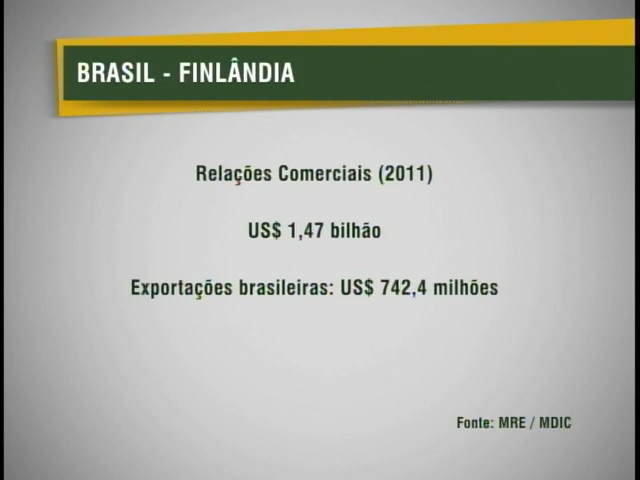 BRASIL - FINLÂNDIA
Relações Comerciais (2011)
US$ 1,47 bilhão
Exportações brasileiras: US$ 742,4 milhões
Fonte: MRE / MDIC